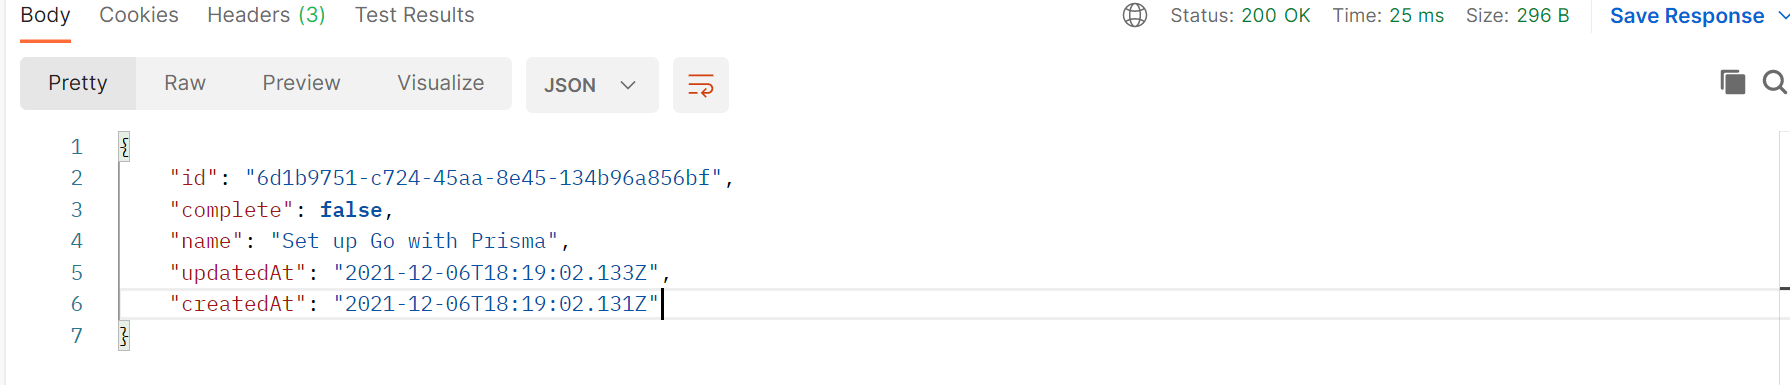 Body Cookies Headers (3) Test Results Status: 200 OK Time: 25 ms Size: 296 B Save Response
Pretty Raw Preview Visualize JSON
1 {
2 "id": "6d1b9751-c724-45aa-8e45-134b96a856bf",
3 "complete": false,
4 "name": "Set up Go with Prisma",
5 "updatedAt": "2021-12-06T18:19:02.133Z",
6 "createdAt": "2021-12-06T18:19:02.131Z"
7 }